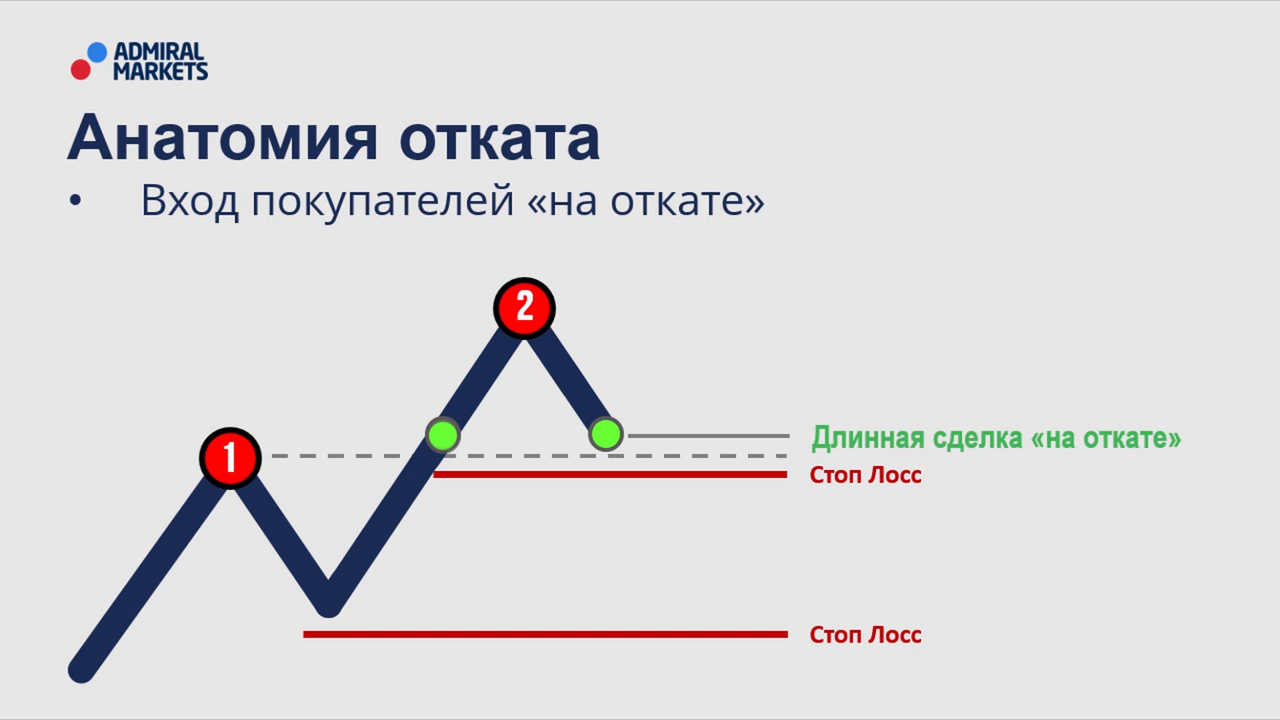 ADMIRAL
MARKETS
Анатомия отката
• Вход покупателей «на откате»
2
1
Длинная сделка «на откате»
Стоп Лосс
Стоп Лосс